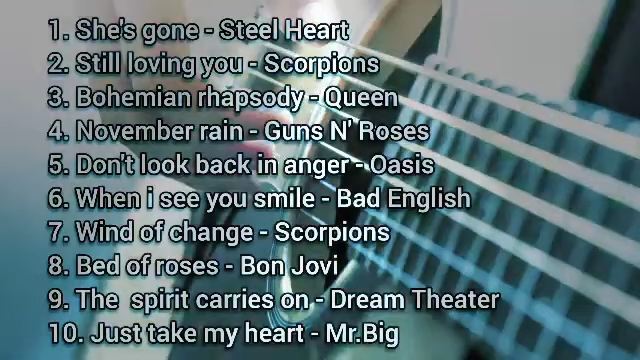 1. She's gone - Steel Heart
2. Still loving you - Scorpions
3. Bohemian rhapsody - Queen
4. November rain - Guns N' Roses
5. Don't look back in anger - Oasis
6. When i see you smile - Bad English
7. Wind of change - Scorpions
8. Bed of roses - Bon Jovi
9. The  spirit carries on - Dream Theater
10. Just take my heart - Mr.Big